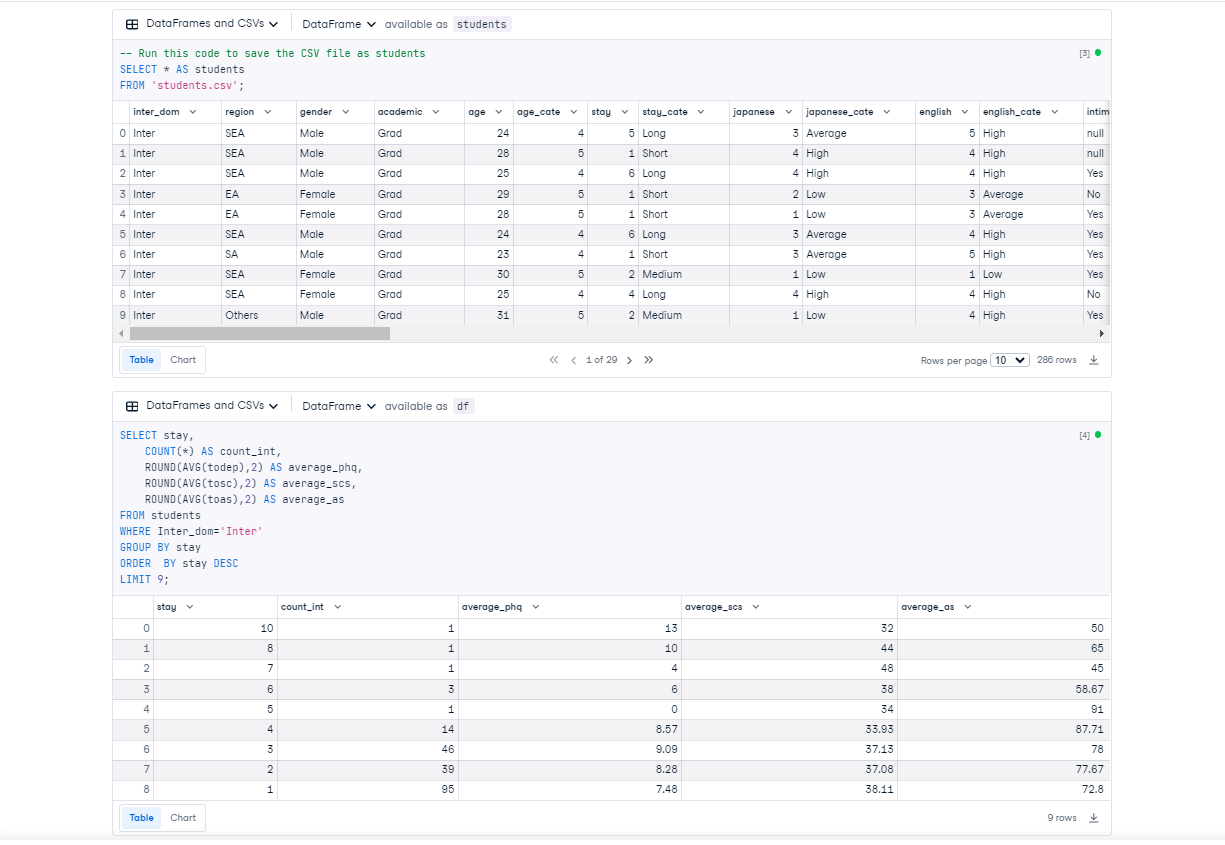 DataFrames and CSVs DataFrame available as students
-- Run this code to save the CSV file as students [3]
SELECT * AS students
FROM 'students.csv';
inter_dom region gender academic age age_cate stay stay_cate japanese japanese_cate english english_cate intim
0 Inter SEA Male Grad 24 4 5 Long 3 Average 5 High null
1 Inter SEA Male Grad 28 5 1 Short 4 High 4 High null
2 Inter SEA Male Grad 25 4 6 Long 4 High 4 High Yes
3 Inter EA Female Grad 29 5 1 Short 2 Low 3 Average No
4 Inter EA Female Grad 28 5 1 Short 1 Low 3 Average Yes
5 Inter SEA Male Grad 24 4 6 Long 3 Average 4 High Yes
6 Inter SA Male Grad 23 4 1 Short 3 Average 5 High Yes
7 Inter SEA Female Grad 30 5 2 Medium 1 Low 1 Low Yes
8 Inter SEA Female Grad 25 4 4 Long 4 High 4 High No
9 Inter Others Male Grad 31 5 2 Medium 1 Low 4 High Yes
Table Chart 1 of 29 Rows per page 10 286 rows
DataFrames and CSVs DataFrame available as df
SELECT stay, [4]
COUNT(*) AS count_int,
ROUND(AVG(todep),2) AS average_phq,
ROUND(AVG(tosc),2) AS average_scs,
ROUND(AVG(toas),2) AS average_as
FROM students
WHERE Inter_dom='Inter'
GROUP BY stay
ORDER  BY stay DESC
LIMIT 9;
stay count_int average_phq average_scs average_as
0 10 1 13 32 50
1 8 1 10 44 65
2 7 1 4 48 45
3 6 3 6 38 58.67
4 5 1 0 34 91
5 4 14 8.57 33.93 87.71
6 3 46 9.09 37.13 78
7 2 39 8.28 37.08 77.67
8 1 95 7.48 38.11 72.8
Table Chart 9 rows